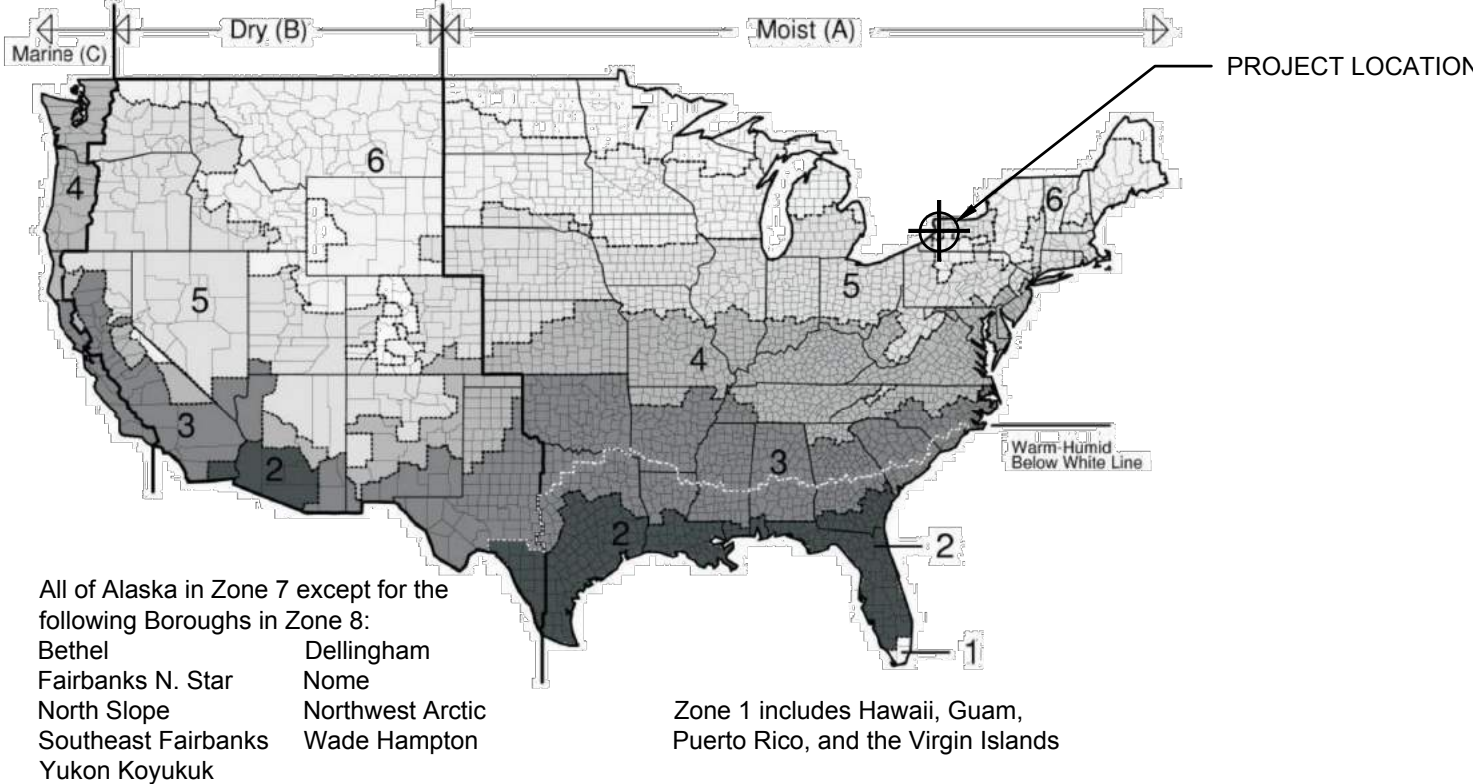 Marine (C)
Dry (B)
Moist (A)
PROJECT LOCATION
7
6
4
6
5
5
4
3
3
2
2
Warm-Humid
Below White Line
2
1
All of Alaska in Zone 7 except for the
following Boroughs in Zone 8:
Bethel Dellingham
Fairbanks N. Star Nome
North Slope Northwest Arctic
Southeast Fairbanks Wade Hampton
Yukon Koyukuk
Zone 1 includes Hawaii, Guam,
Puerto Rico, and the Virgin Islands